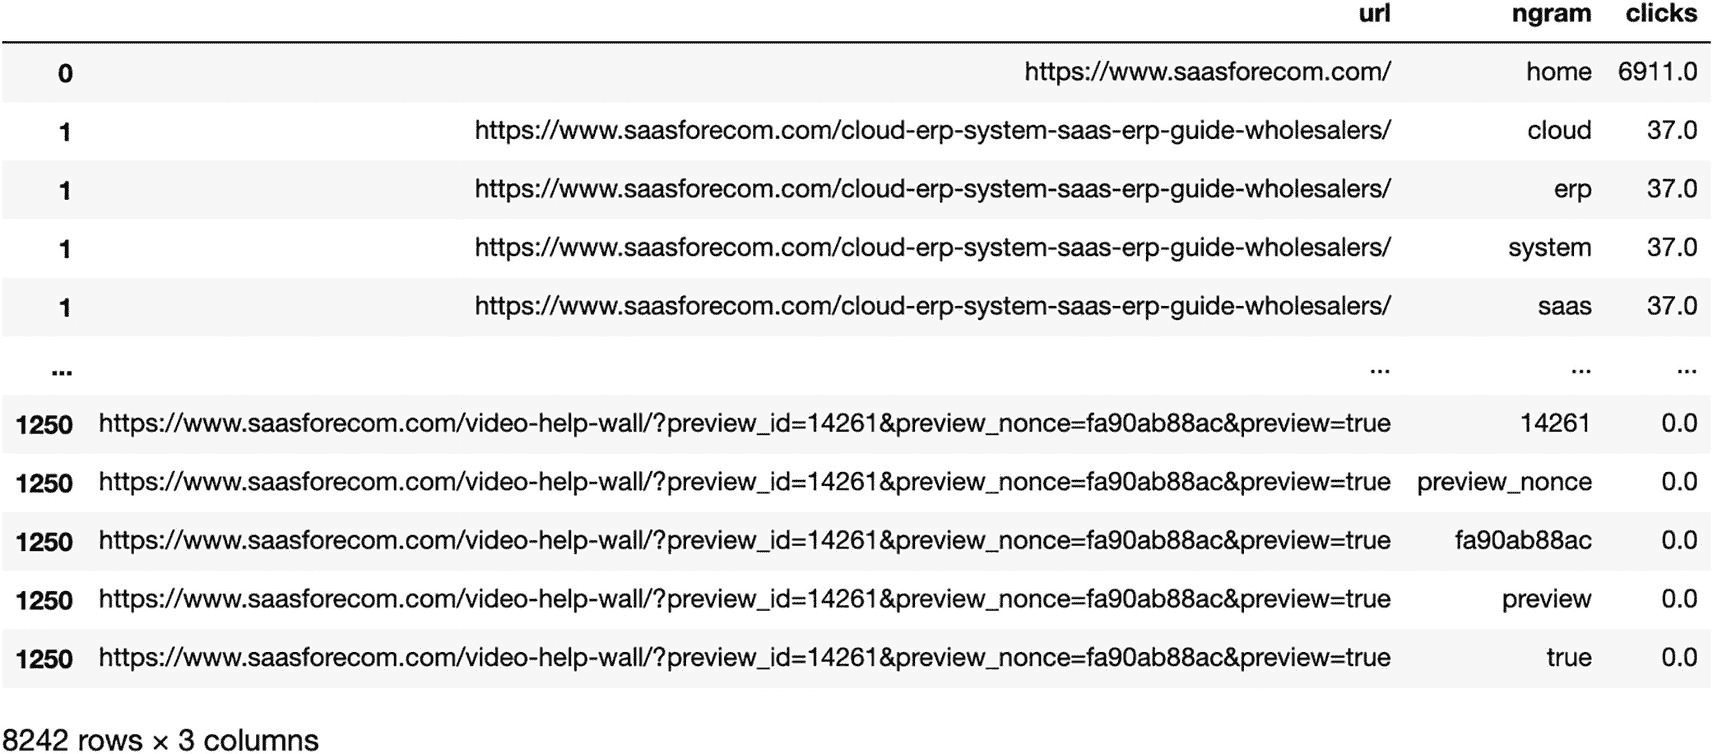 url ngram clicks
0 https://www.saasforecom.com/ home 6911.0
1 https://www.saasforecom.com/cloud-erp-system-saas-erp-guide-wholesalers/ cloud 37.0
1 https://www.saasforecom.com/cloud-erp-system-saas-erp-guide-wholesalers/ erp 37.0
1 https://www.saasforecom.com/cloud-erp-system-saas-erp-guide-wholesalers/ system 37.0
1 https://www.saasforecom.com/cloud-erp-system-saas-erp-guide-wholesalers/ saas 37.0
... ... ... ...
1250 https://www.saasforecom.com/video-help-wall/?preview_id=14261&preview_nonce=fa90ab88ac&preview=true 14261 0.0
1250 https://www.saasforecom.com/video-help-wall/?preview_id=14261&preview_nonce=fa90ab88ac&preview=true preview_nonce 0.0
1250 https://www.saasforecom.com/video-help-wall/?preview_id=14261&preview_nonce=fa90ab88ac&preview=true fa90ab88ac 0.0
1250 https://www.saasforecom.com/video-help-wall/?preview_id=14261&preview_nonce=fa90ab88ac&preview=true preview 0.0
1250 https://www.saasforecom.com/video-help-wall/?preview_id=14261&preview_nonce=fa90ab88ac&preview=true true 0.0
8242 rows × 3 columns